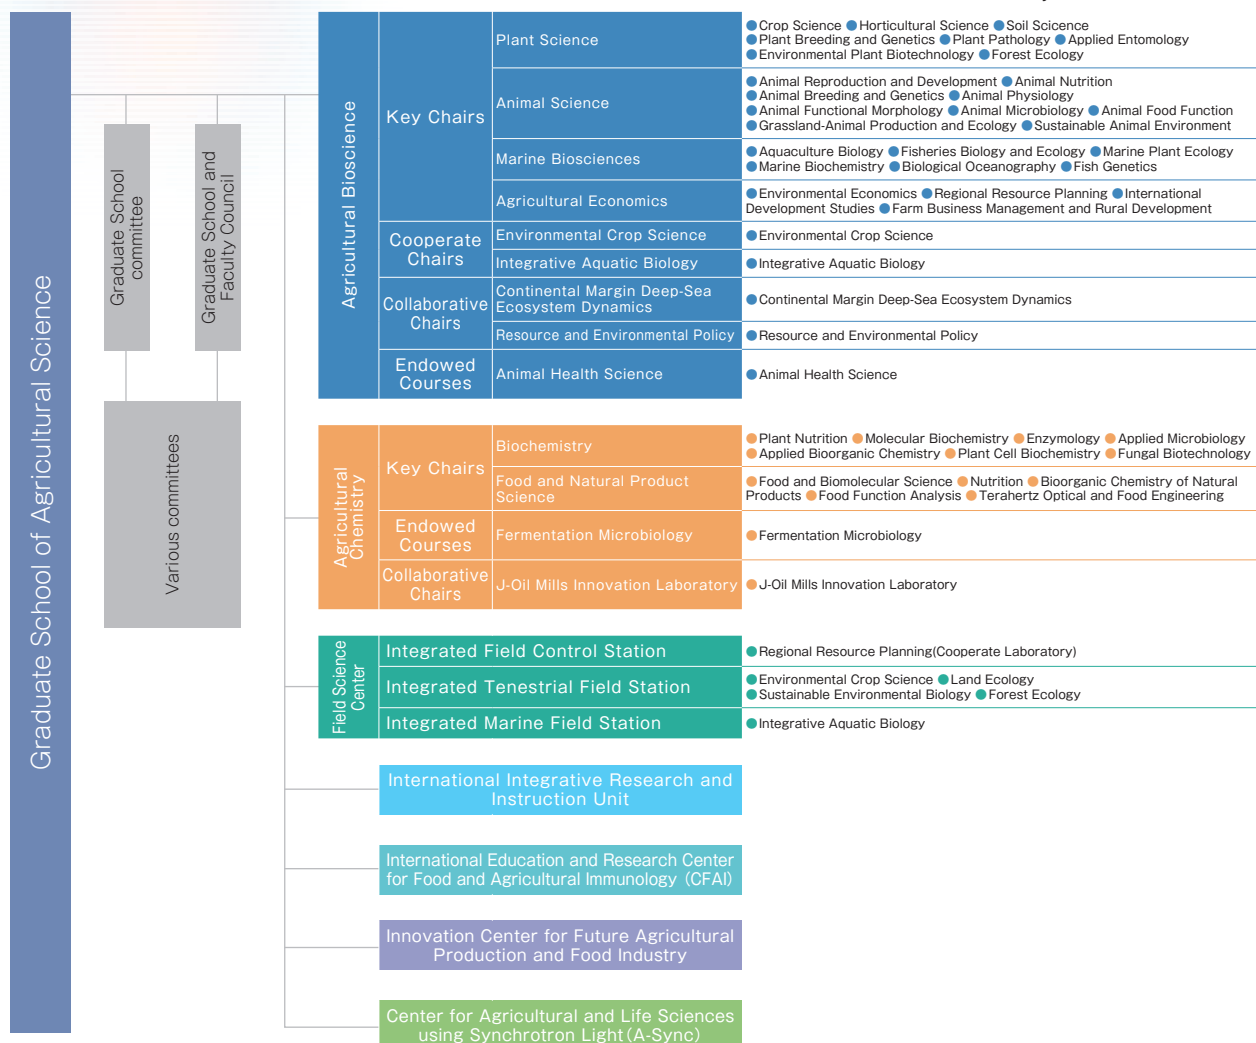 Graduate School of Agricultural Science
Graduate School
committee
Graduate School and
Faculty Council
Various committees
Agricultural Bioscience
Key Chairs
Plant Science
●Crop Science ●Horticultural Science ●Soil Scicence
●Plant Breeding and Genetics ●Plant Pathology ●Applied Entomology
●Environmental Plant Biotechnology ●Forest Ecology
Animal Science
●Animal Reproduction and Development ●Animal Nutrition
●Animal Breeding and Genetics ●Animal Physiology
●Animal Functional Morphology ●Animal Microbiology ●Animal Food Function
●Grassland-Animal Production and Ecology ●Sustainable Animal Environment
Marine Biosciences
●Aquaculture Biology ●Fisheries Biology and Ecology ●Marine Plant Ecology
●Marine Biochemistry ●Biological Oceanography ●Fish Genetics
Agricultural Economics
●Environmental Economics ●Regional Resource Planning ●International
Development Studies ●Farm Business Management and Rural Development
Cooperate
Chairs
Environmental Crop Science
●Environmental Crop Science
Integrative Aquatic Biology
●Integrative Aquatic Biology
Collaborative
Chairs
Continental Margin Deep-Sea
Ecosystem Dynamics
●Continental Margin Deep-Sea Ecosystem Dynamics
Resource and Environmental Policy
●Resource and Environmental Policy
Endowed
Courses
Animal Health Science
●Animal Health Science
Agricultural
Chemistry
Key Chairs
Biochemistry
●Plant Nutrition ●Molecular Biochemistry ●Enzymology ●Applied Microbiology
●Applied Bioorganic Chemistry ●Plant Cell Biochemistry ●Fungal Biotechnology
Food and Natural Product
Science
●Food and Biomolecular Science ●Nutrition ●Bioorganic Chemistry of Natural
Products ●Food Function Analysis ●Terahertz Optical and Food Engineering
Endowed
Courses
Fermentation Microbiology
●Fermentation Microbiology
Collaborative
Chairs
J-Oil Mills Innovation Laboratory
●J-Oil Mills Innovation Laboratory
Field Science
Center
Integrated Field Control Station
●Regional Resource Planning(Cooperate Laboratory)
Integrated Tenestrial Field Station
●Environmental Crop Science ●Land Ecology
●Sustainable Environmental Biology ●Forest Ecology
Integrated Marine Field Station
●Integrative Aquatic Biology
International Integrative Research and
Instruction Unit
International Education and Research Center
for Food and Agricultural Immunology (CFAI)
Innovation Center for Future Agricultural
Production and Food Industry
Center for Agricultural and Life Sciences
using Synchrotron Light(A-Sync)